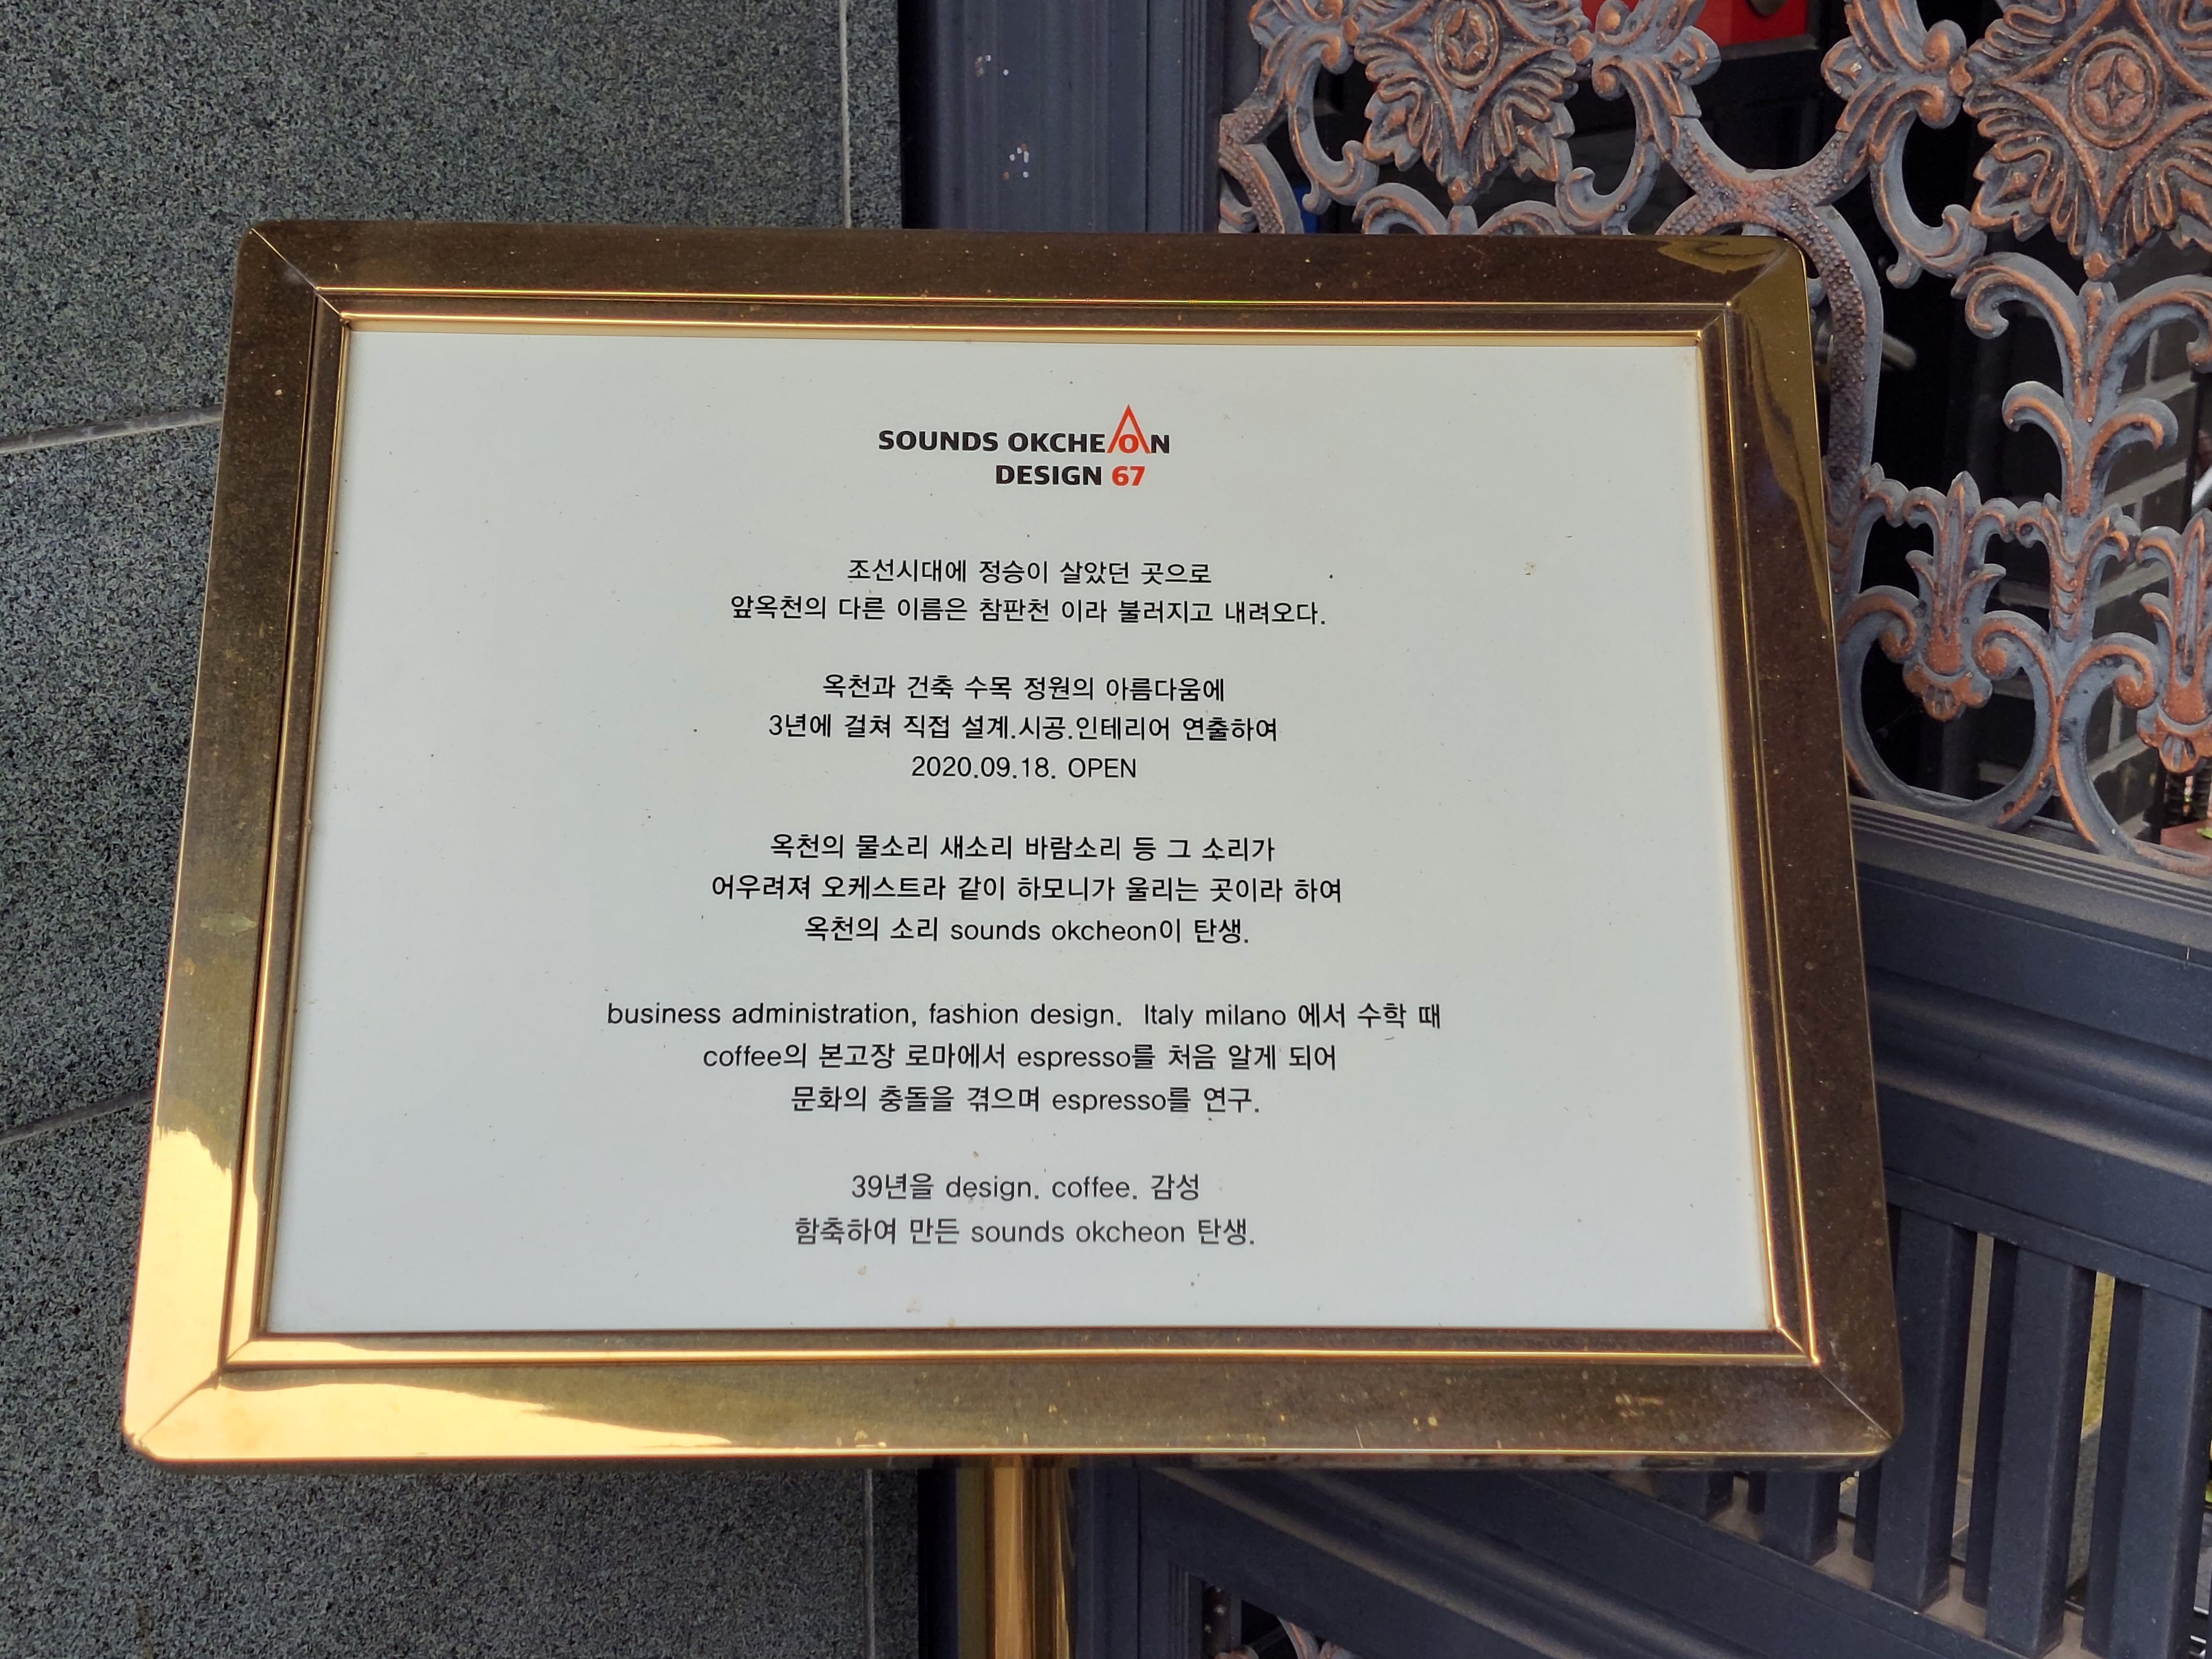 SOUNDS OKCHEON
DESIGN 67
조선시대에 정승이 살았던 곳으로
앞옥천의 다른 이름은 참판천 이라 불러지고 내려오다.
옥천과 건축 수목 정원의 아름다움에
3년에 걸쳐 직접 설계.시공.인테리어 연출하여
2020.09.18. OPEN
옥천의 물소리 새소리 바람소리 등 그 소리가
어우려져 오케스트라 같이 하모니가 울리는 곳이라 하여
옥천의 소리 sounds okcheon이 탄생.
business administration, fashion design. Italy milano 에서 수학 때
coffee의 본고장 로마에서 espresso를 처음 알게 되어
문화의 충돌을 겪으며 espresso를 연구.
39년을 design. coffee. 감성
함축하여 만든 sounds okcheon 탄생.